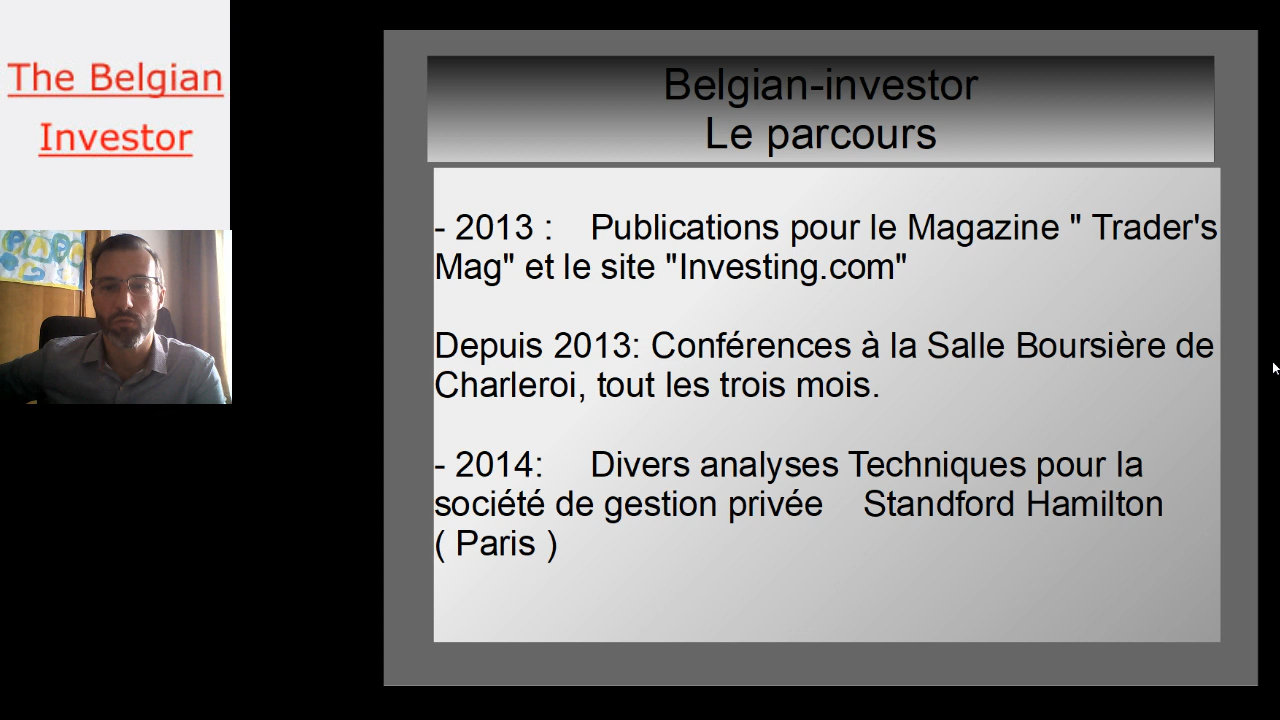 The Belgian
Investor
Belgian-investor
Le parcours
- 2013 : Publications pour le Magazine " Trader's
Mag" et le site "Investing.com"
Depuis 2013: Conférences à la Salle Boursière de
Charleroi, tout les trois mois.
- 2014: Divers analyses Techniques pour la
société de gestion privée Standford Hamilton
( Paris )